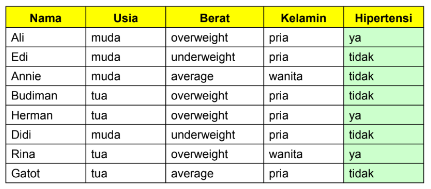 Nama Usia Berat Kelamin Hipertensi
Ali muda overweight pria ya
Edi muda underweight pria tidak
Annie muda average wanita tidak
Budiman tua overweight pria tidak
Herman tua overweight pria ya
Didi muda underweight pria tidak
Rina tua overweight wanita ya
Gatot tua average pria tidak